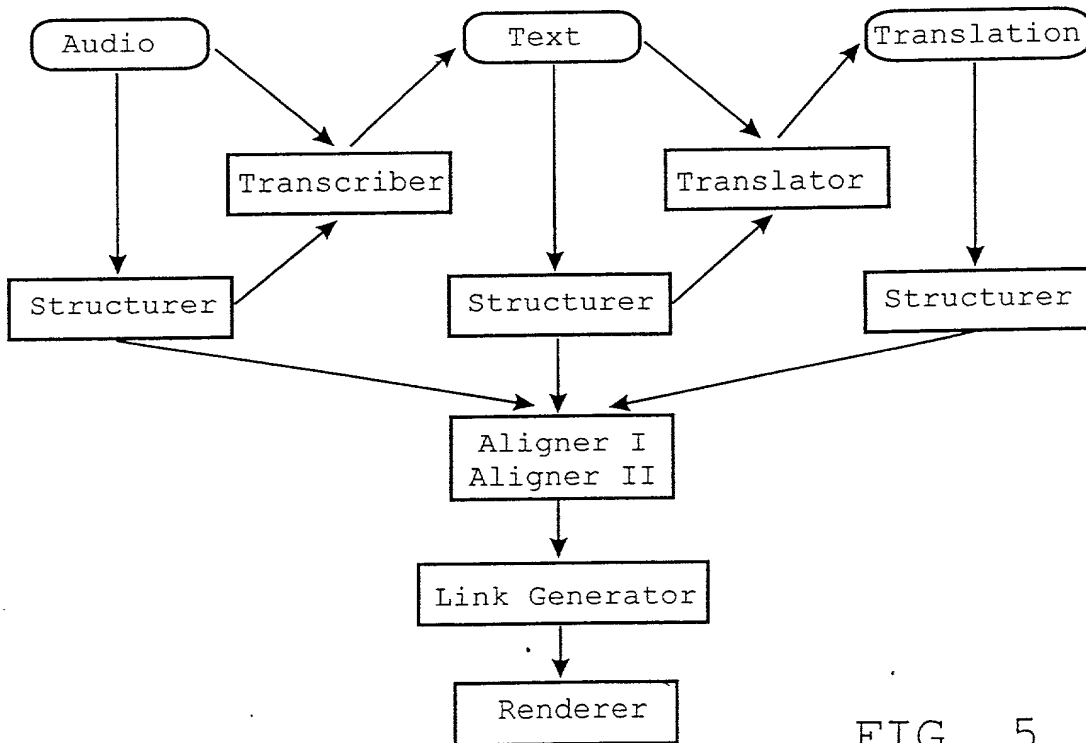 Audio
Text
Translation
Transcriber
Translator
Structurer
Structurer
Structurer
Aligner I
Aligner II
Link Generator
Renderer
FIG. 5